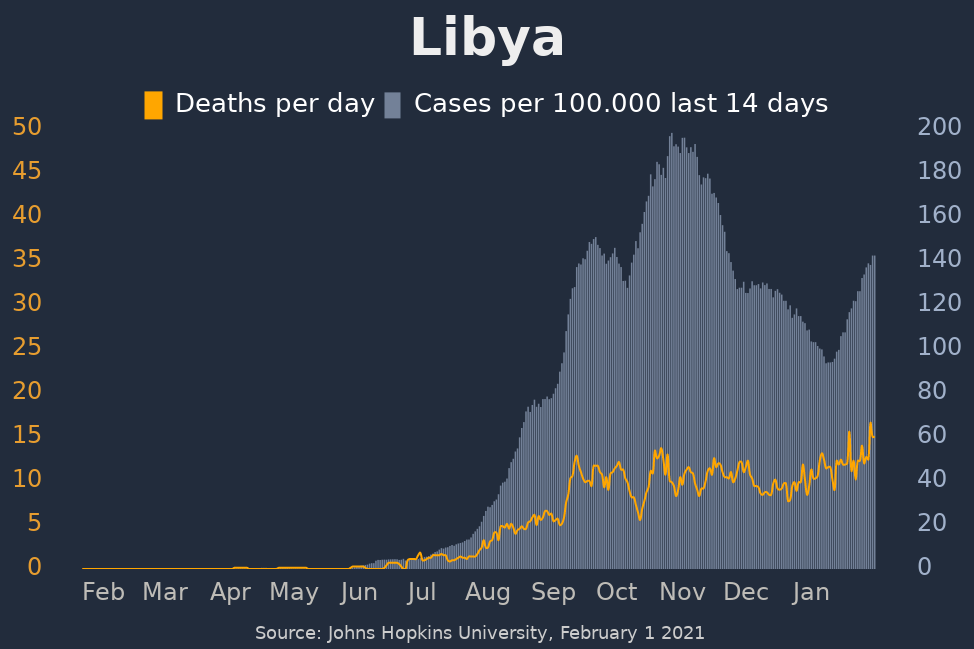 Libya
Deaths per day Cases per 100.000 last 14 days
50 200
45 180
40 160
35 140
30 120
25 100
20 80
15 60
10 40
5 20
0 0
Feb Mar Apr May Jun Jul Aug Sep Oct Nov Dec Jan
Source: Johns Hopkins University, February 1 2021